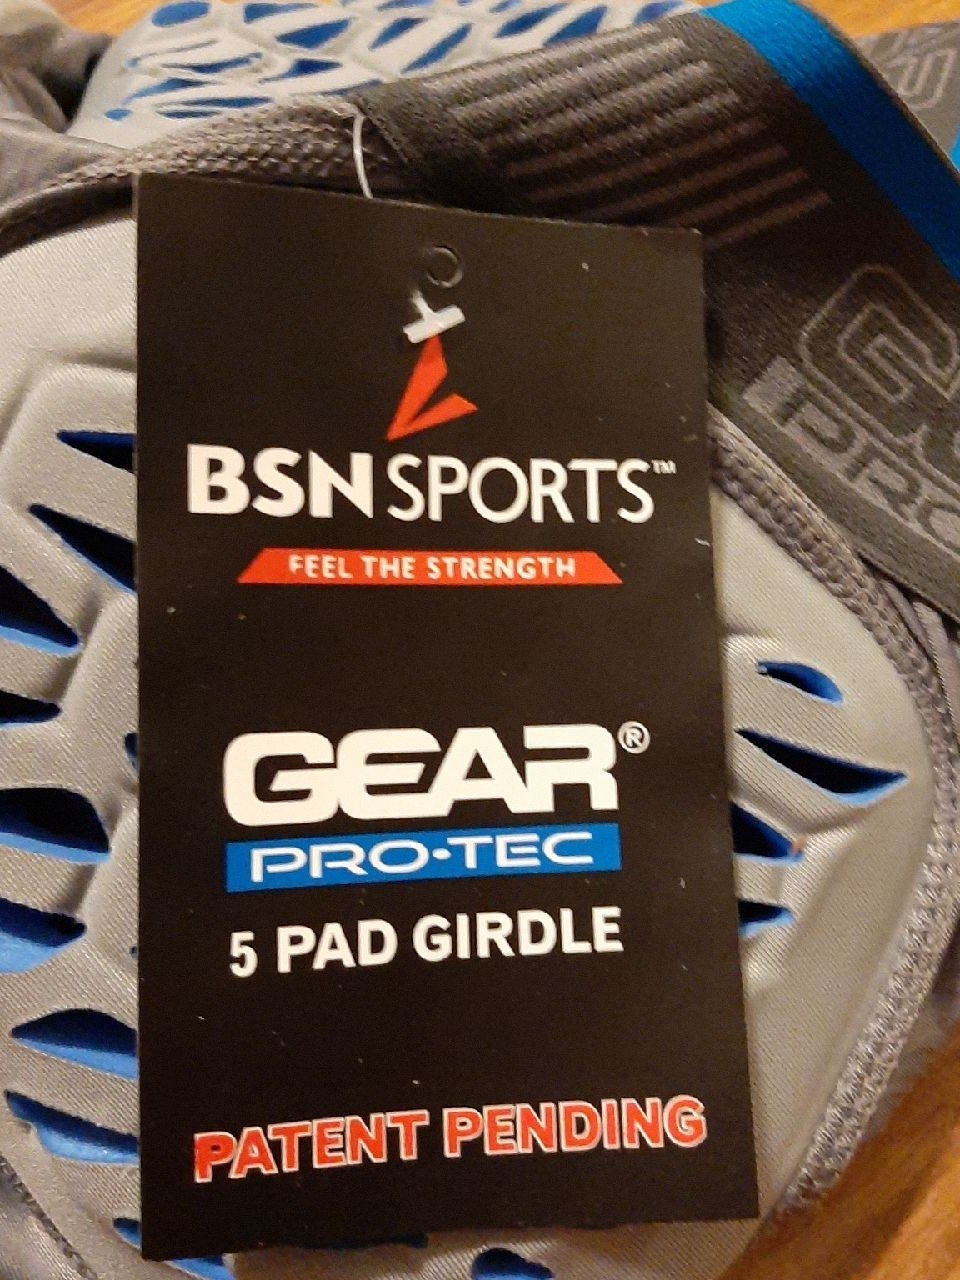 BSN SPORTS™
FEEL THE STRENGTH
GEAR®
PRO•TEC
5 PAD GIRDLE
PATENT PENDING